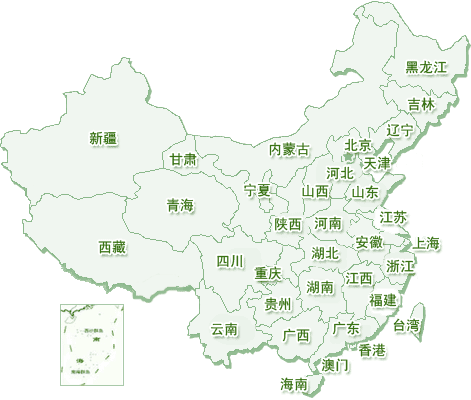 黑龙江
吉林
辽宁
新疆
内蒙古
北京
天津
甘肃
河北
宁夏
山西
山东
青海
陕西
河南
江苏
西藏
安徽
上海
四川
湖北
浙江
重庆
湖南
江西
贵州
福建
云南
广西
广东
台湾
香港
澳门
海南
南
海